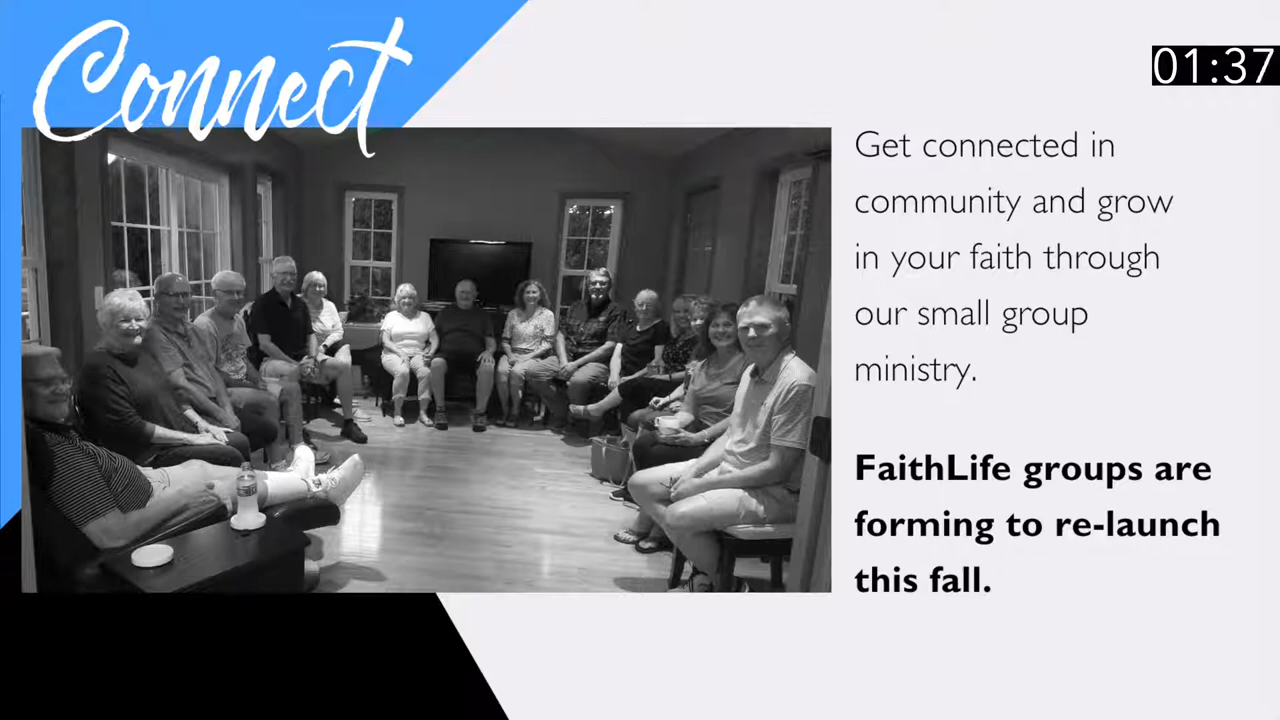 Connect
01:37
Get connected in
community and grow
in your faith through
our small group
ministry.
FaithLife groups are
forming to re-launch
this fall.